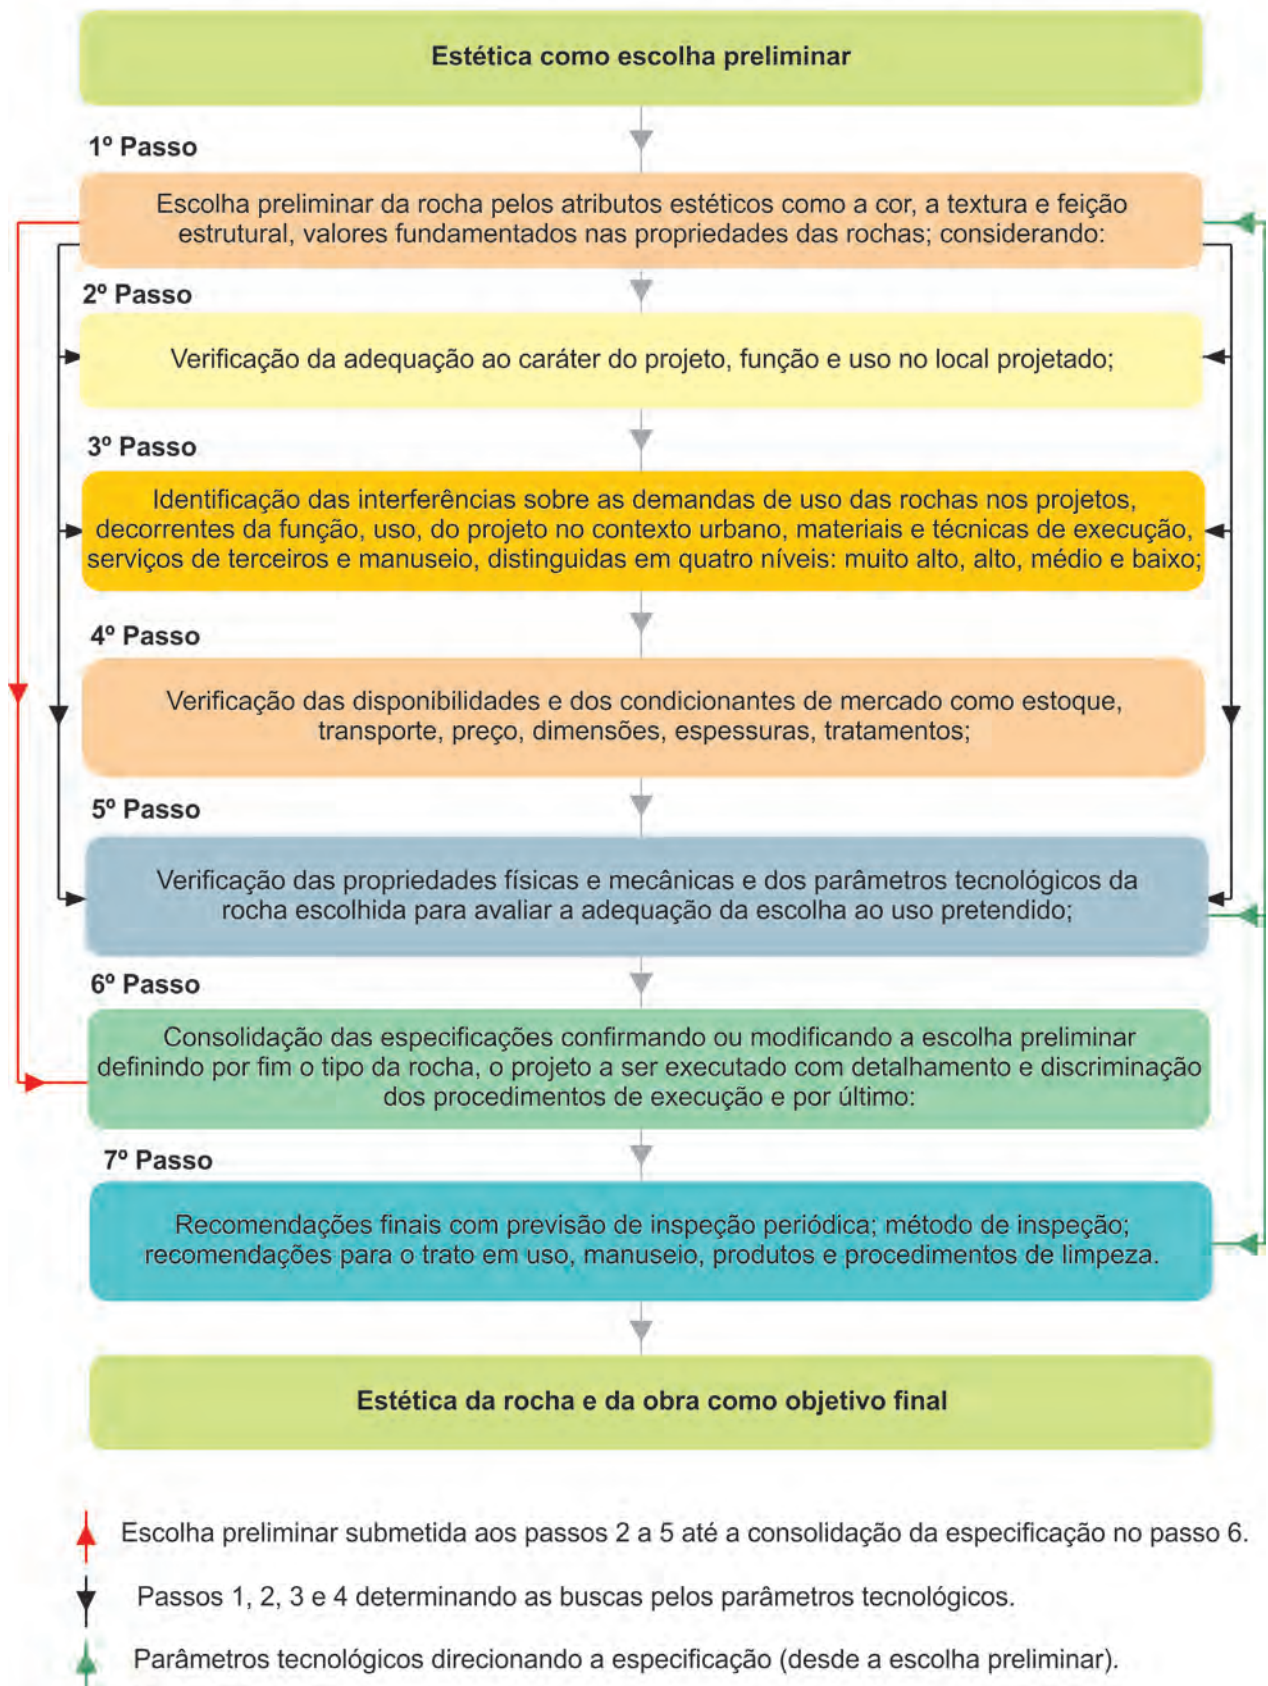 Estética como escolha preliminar
1º Passo
Escolha preliminar da rocha pelos atributos estéticos como a cor, a textura e feição
estrutural, valores fundamentados nas propriedades das rochas; considerando:
2º Passo
Verificação da adequação ao caráter do projeto, função e uso no local projetado;
3º Passo
Identificação das interferências sobre as demandas de uso das rochas nos projetos,
decorrentes da função, uso, do projeto no contexto urbano, materiais e técnicas de execução,
serviços de terceiros e manuseio, distinguidas em quatro níveis: muito alto, alto, médio e baixo;
4º Passo
Verificação das disponibilidades e dos condicionantes de mercado como estoque,
transporte, preço, dimensões, espessuras, tratamentos;
5º Passo
Verificação das propriedades físicas e mecânicas e dos parâmetros tecnológicos da
rocha escolhida para avaliar a adequação da escolha ao uso pretendido;
6º Passo
Consolidação das especificações confirmando ou modificando a escolha preliminar
definindo por fim o tipo da rocha, o projeto a ser executado com detalhamento e discriminação
dos procedimentos de execução e por último:
7º Passo
Recomendações finais com previsão de inspeção periódica; método de inspeção;
recomendações para o trato em uso, manuseio, produtos e procedimentos de limpeza.
Estética da rocha e da obra como objetivo final
Escolha preliminar submetida aos passos 2 a 5 até a consolidação da especificação no passo 6.
Passos 1, 2, 3 e 4 determinando as buscas pelos parâmetros tecnológicos.
Parâmetros tecnológicos direcionando a especificação (desde a escolha preliminar).